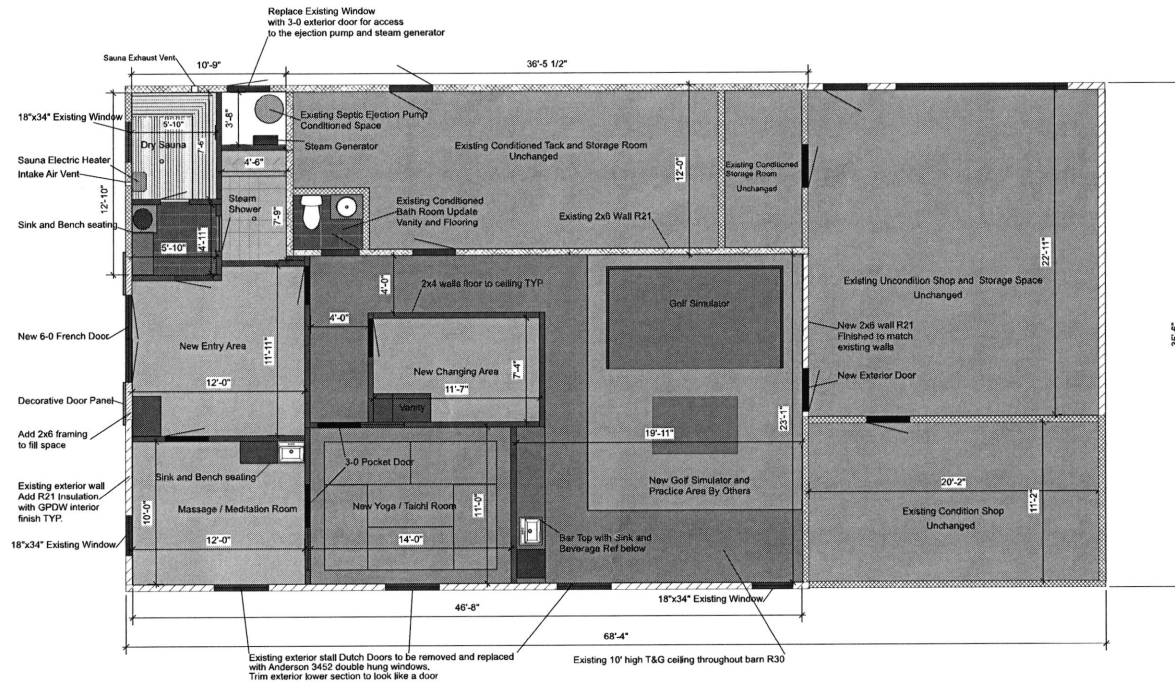 Replace Existing Window
with 3-0 exterior door for access
to the ejection pump and steam generator
Sauna Exhaust Vent
10'-9"
36'-5 1/2"
18"x34" Existing Window
5'-10"
Dry Sauna
7'-6"
3'-8"
Existing Septic Ejection Pump
Conditioned Space
Steam Generator
Sauna Electric Heater
Intake Air Vent
12'-10"
4'-6"
Steam
Shower
7'-9"
Sink and Bench seating
5'-10"
4'-11"
Existing Conditioned Tack and Storage Room
Unchanged
12'-0"
Existing Conditioned
Storage Room
Unchanged
Existing Conditioned
Bath Room Update
Vanity and Flooring
Existing 2x6 Wall R21
22'-11"
Existing Uncondition Shop and Storage Space
Unchanged
4'-0"
2x4 walls floor to ceiling TYP
Golf Simulator
4'-0"
New 6-0 French Door
New Entry Area
11'-11"
12'-0"
New Changing Area
7'-4"
11'-7"
Vanity
New 2x6 wall R21
Finished to match
existing walls
New Exterior Door
Decorative Door Panel
Add 2x6 framing
to fill space
19'-11"
23'-1"
3-0 Pocket Door
Sink and Bench seating
Existing exterior wall
Add R21 Insulation
with GPDW interior
finish TYP.
Massage / Meditation Room
10'-0"
12'-0"
New Yoga / Taichi Room
11'-0"
14'-0"
New Golf Simulator and
Practice Area By Others
Bar Top with Sink and
Beverage Ref below
20'-2"
11'-2"
Existing Condition Shop
Unchanged
18"x34" Existing Window
18"x34" Existing Window
46'-8"
68'-4"
Existing exterior stall Dutch Doors to be removed and replaced
with Anderson 3452 double hung windows,
Trim exterior lower section to look like a door
Existing 10' high T&G ceiling throughout barn R30